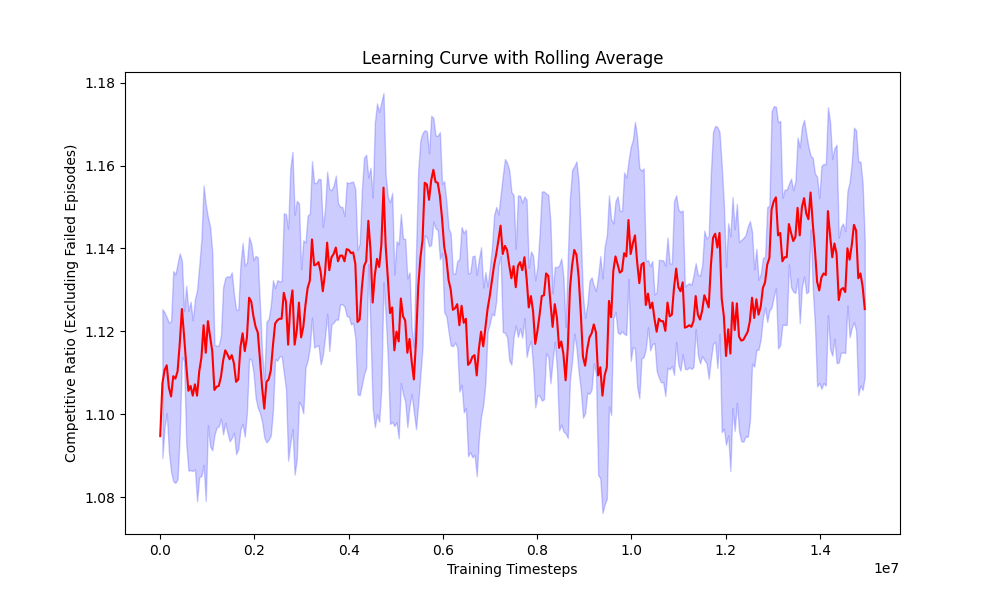 Learning Curve with Rolling Average
Competitive Ratio (Excluding Failed Episodes)
1.18
1.16
1.14
1.12
1.10
1.08
0.0 0.2 0.4 0.6 0.8 1.0 1.2 1.4
1e7
Training Timesteps